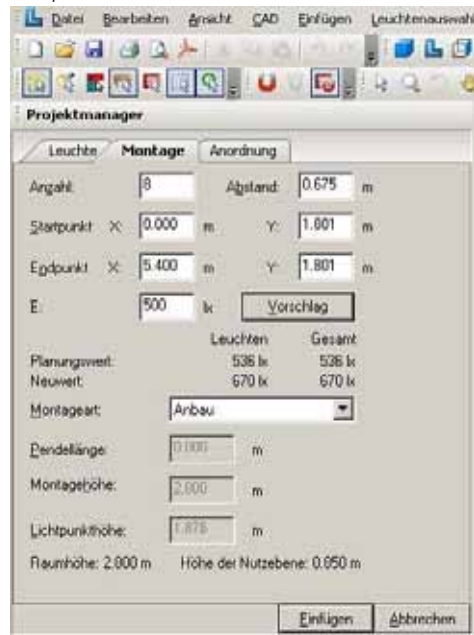 Datei Bearbeiten Ansicht CAD Einfügen Leuchtenauswahl
Projektmanager
Leuchte Montage Anordnung
Anzahl: 8 Abstand: 0.675 m
Startpunkt X: 0.000 m Y: 1.801 m
Endpunkt X: 5.400 m Y: 1.801 m
E: 500 lx Vorschlag
Leuchten Gesamt
Planungswert: 536 lx 536 lx
Neuwert: 670 lx 670 lx
Montageart: Anbau
Pendellänge: 0.000 m
Montagehöhe: 2.000 m
Lichtpunkthöhe: 1.875 m
Raumhöhe: 2.000 m Höhe der Nutzebene: 0.850 m
Einfügen Abbrechen